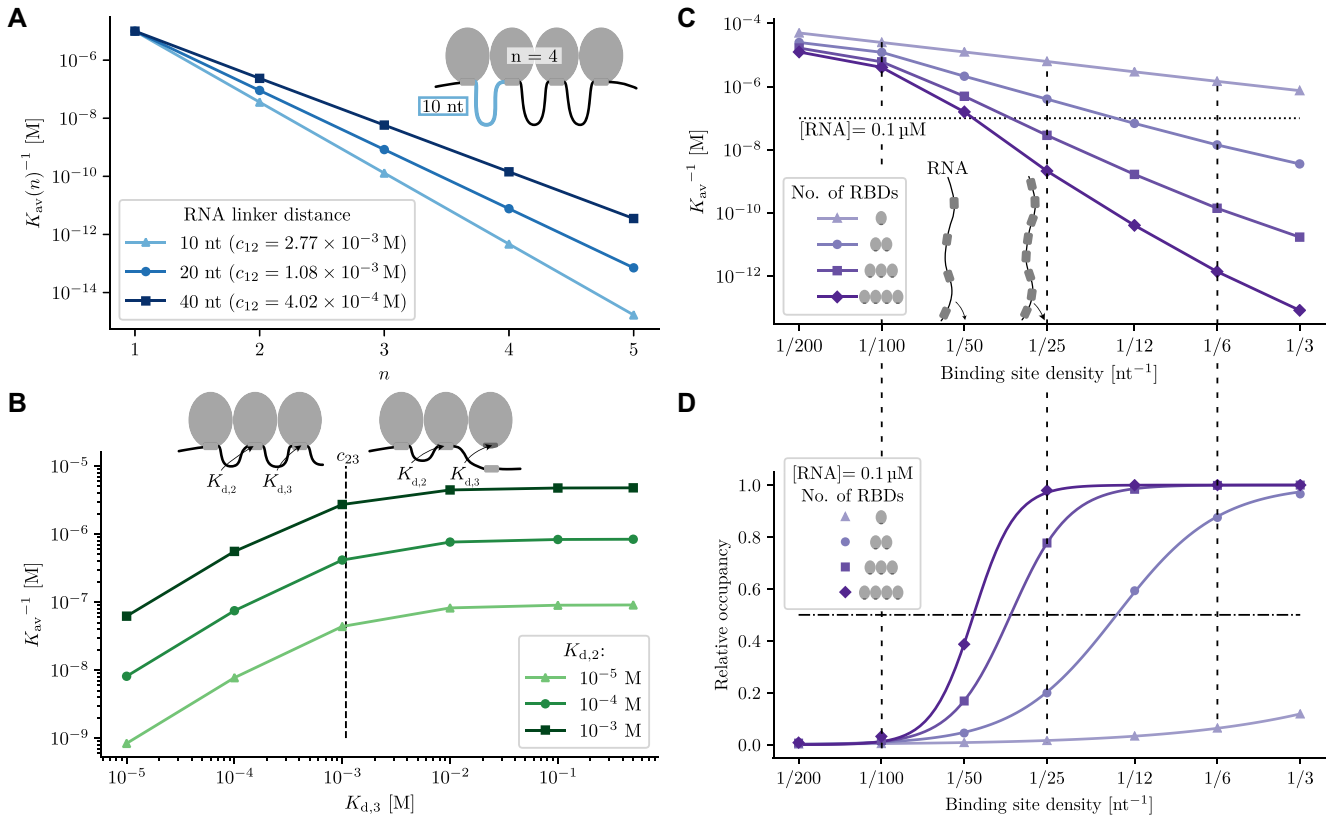 A
10⁻⁶
10⁻⁸
10⁻¹⁰
10⁻¹²
10⁻¹⁴
K_av(n)⁻¹ [M]
n = 4
10 nt
RNA linker distance
10 nt (c₁₂ = 2.77 × 10⁻³ M)
20 nt (c₁₂ = 1.08 × 10⁻³ M)
40 nt (c₁₂ = 4.02 × 10⁻⁴ M)
1 2 3 4 5
n
B
10⁻⁵
10⁻⁶
10⁻⁷
10⁻⁸
10⁻⁹
K_av⁻¹ [M]
K_d,2 K_d,3
c₂₃
K_d,2 K_d,3
K_d,2:
10⁻⁵ M
10⁻⁴ M
10⁻³ M
10⁻⁵ 10⁻⁴ 10⁻³ 10⁻² 10⁻¹
K_d,3 [M]
C
10⁻⁴
10⁻⁶
10⁻⁸
10⁻¹⁰
10⁻¹²
K_av⁻¹ [M]
[RNA]= 0.1 µM
RNA
No. of RBDs
1/200 1/100 1/50 1/25 1/12 1/6 1/3
Binding site density [nt⁻¹]
D
[RNA]= 0.1 µM
No. of RBDs
1.0
0.8
0.6
0.4
0.2
0.0
Relative occupancy
1/200 1/100 1/50 1/25 1/12 1/6 1/3
Binding site density [nt⁻¹]